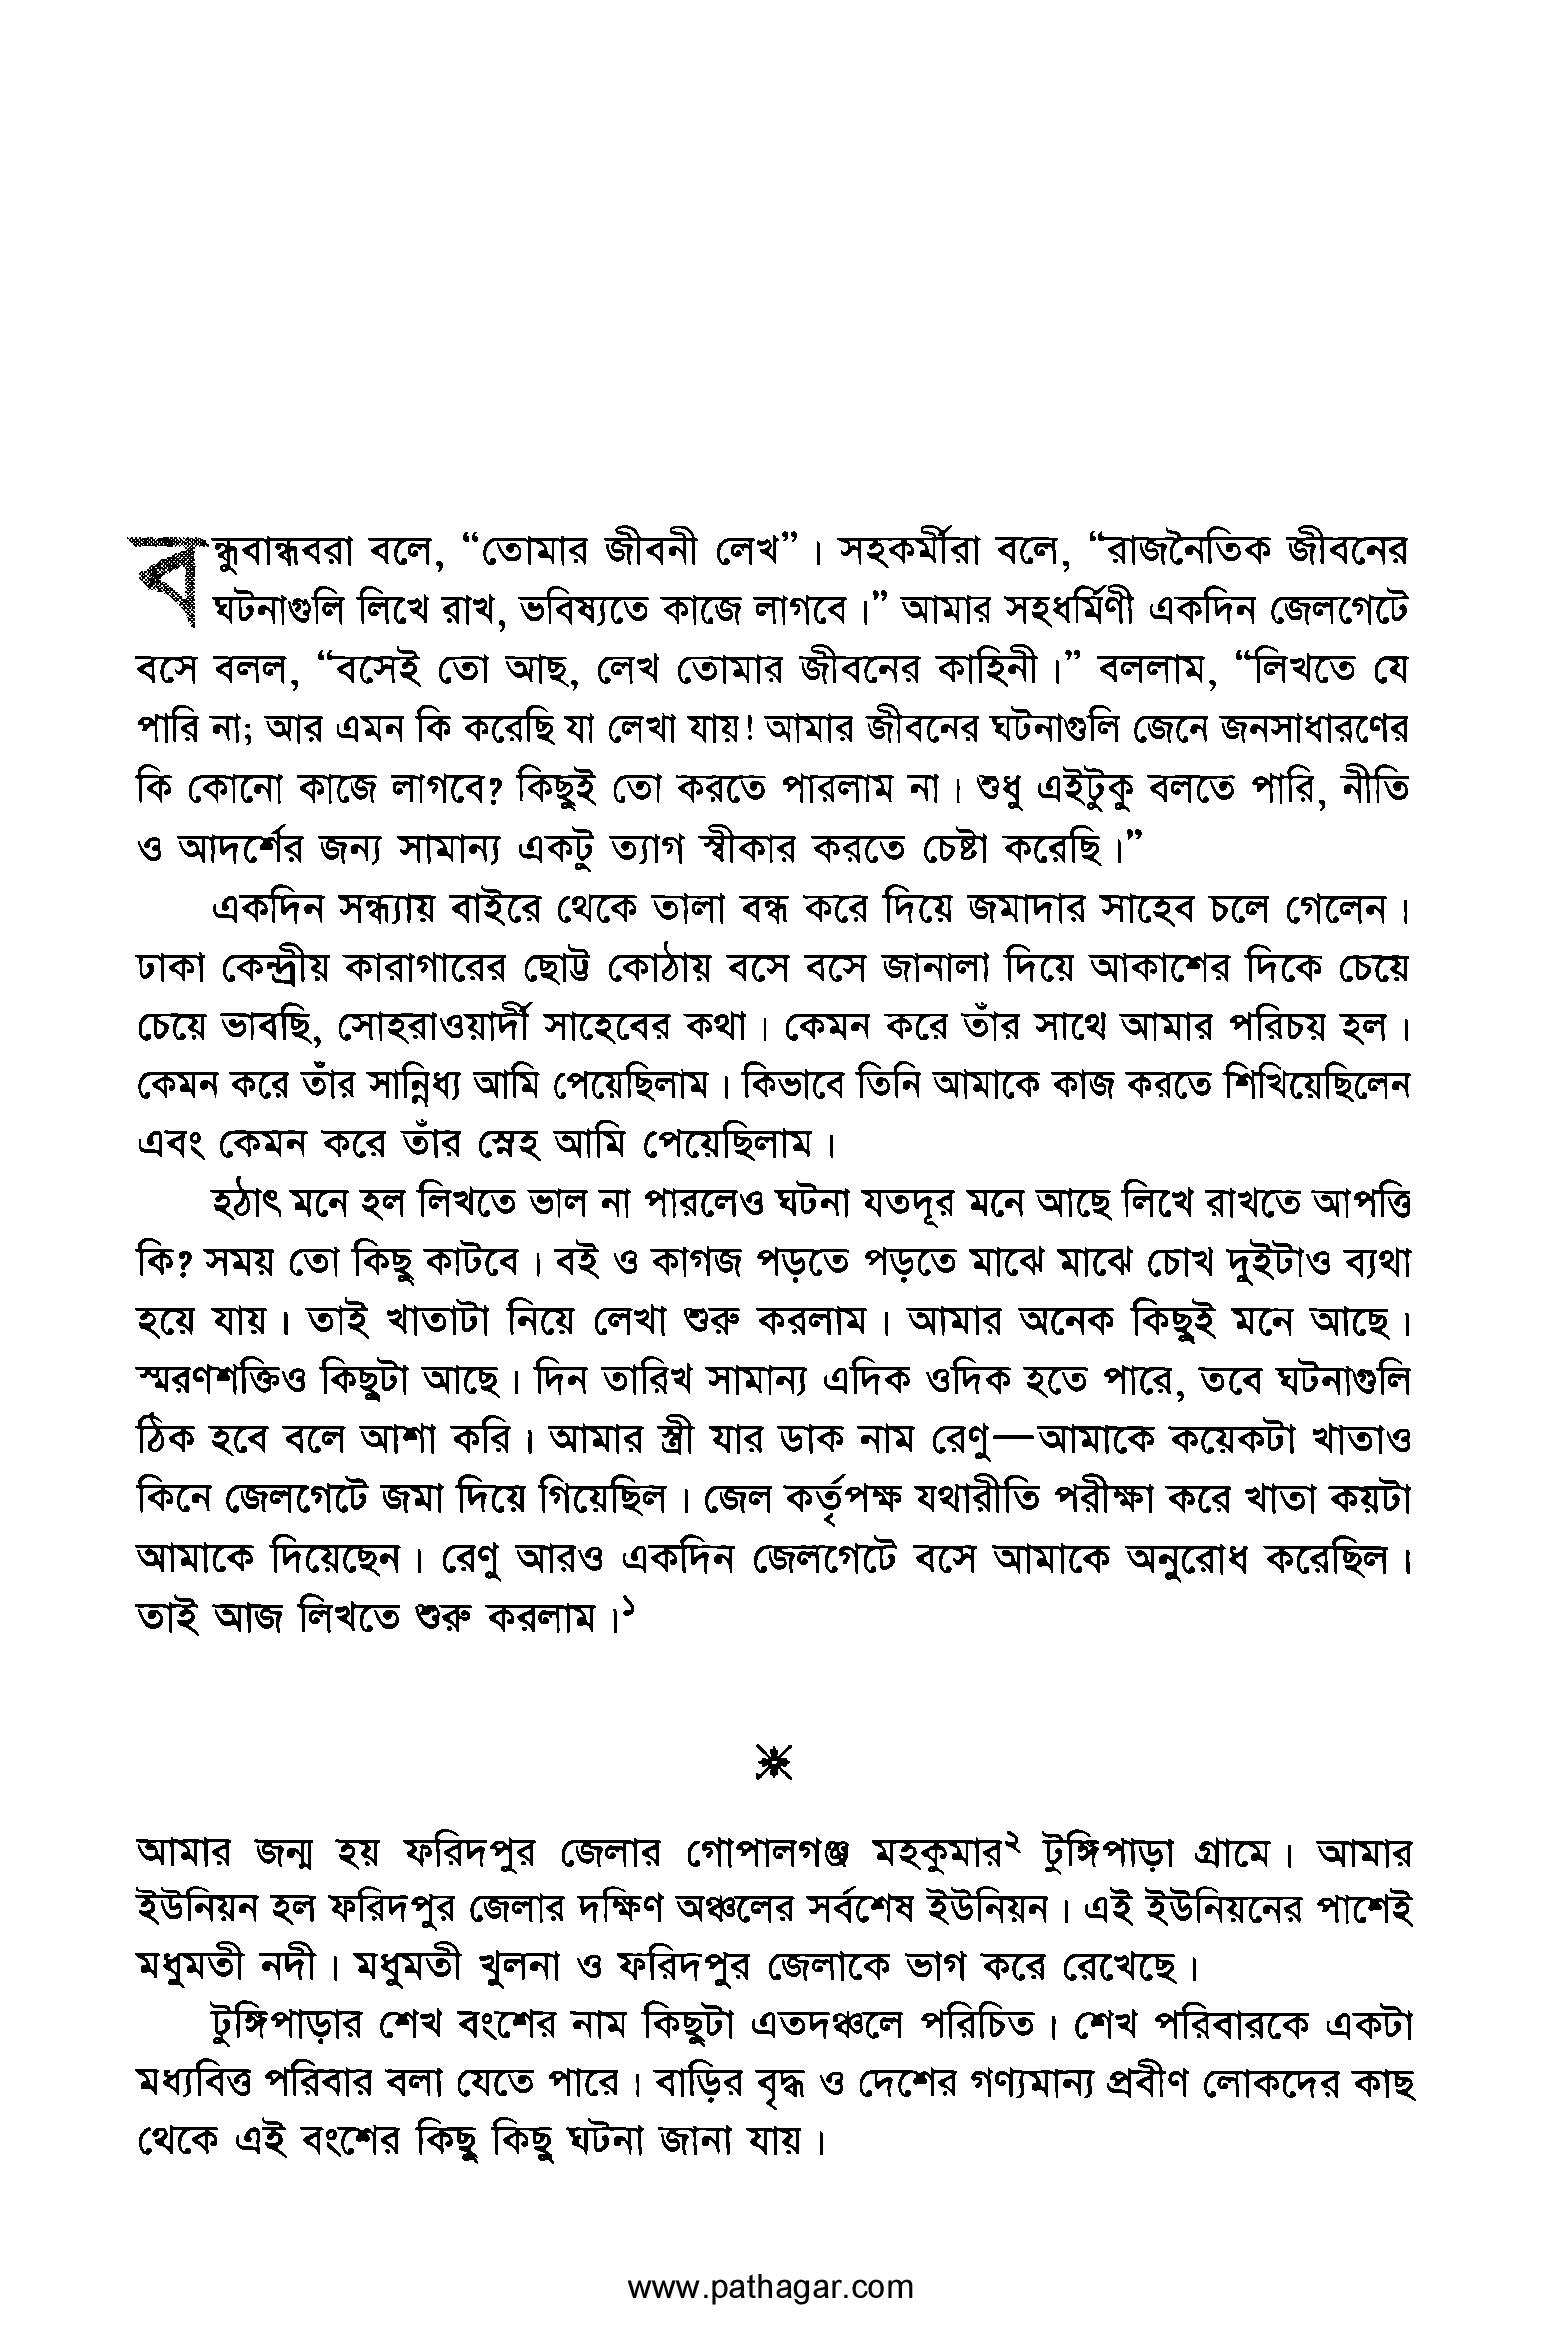 বন্ধুবান্ধবরা বলে, “তোমার জীবনী লেখ”। সহকর্মীরা বলে, “রাজনৈতিক জীবনের
ঘটনাগুলি লিখে রাখ, ভবিষ্যতে কাজে লাগবে।” আমার সহধর্মিণী একদিন জেলগেটে
বসে বলল, “বসেই তো আছ, লেখ তোমার জীবনের কাহিনী।” বললাম, “লিখতে যে
পারি না; আর এমন কি করেছি যা লেখা যায়! আমার জীবনের ঘটনাগুলি জেনে জনসাধারণের
কি কোনো কাজে লাগবে? কিছুই তো করতে পারলাম না। শুধু এইটুকু বলতে পারি, নীতি
ও আদর্শের জন্য সামান্য একটু ত্যাগ স্বীকার করতে চেষ্টা করেছি।”
একদিন সন্ধ্যায় বাইরে থেকে তালা বন্ধ করে দিয়ে জমাদার সাহেব চলে গেলেন।
ঢাকা কেন্দ্রীয় কারাগারের ছোট্ট কোঠায় বসে বসে জানালা দিয়ে আকাশের দিকে চেয়ে
চেয়ে ভাবছি, সোহরাওয়ার্দী সাহেবের কথা। কেমন করে তাঁর সাথে আমার পরিচয় হল।
কেমন করে তাঁর সান্নিধ্য আমি পেয়েছিলাম। কিভাবে তিনি আমাকে কাজ করতে শিখিয়েছিলেন
এবং কেমন করে তাঁর স্নেহ আমি পেয়েছিলাম।
হঠাৎ মনে হল লিখতে ভাল না পারলেও ঘটনা যতদূর মনে আছে লিখে রাখতে আপত্তি
কি? সময় তো কিছু কাটবে। বই ও কাগজ পড়তে পড়তে মাঝে মাঝে চোখ দুইটাও ব্যথা
হয়ে যায়। তাই খাতাটা নিয়ে লেখা শুরু করলাম। আমার অনেক কিছুই মনে আছে।
স্মরণশক্তিও কিছুটা আছে। দিন তারিখ সামান্য এদিক ওদিক হতে পারে, তবে ঘটনাগুলি
ঠিক হবে বলে আশা করি। আমার স্ত্রী যার ডাক নাম রেণু—আমাকে কয়েকটা খাতাও
কিনে জেলগেটে জমা দিয়ে গিয়েছিল। জেল কর্তৃপক্ষ যথারীতি পরীক্ষা করে খাতা কয়টা
আমাকে দিয়েছেন। রেণু আরও একদিন জেলগেটে বসে আমাকে অনুরোধ করেছিল।
তাই আজ লিখতে শুরু করলাম।১
আমার জন্ম হয় ফরিদপুর জেলার গোপালগঞ্জ মহকুমার২ টুঙ্গিপাড়া গ্রামে। আমার
ইউনিয়ন হল ফরিদপুর জেলার দক্ষিণ অঞ্চলের সর্বশেষ ইউনিয়ন। এই ইউনিয়নের পাশেই
মধুমতী নদী। মধুমতী খুলনা ও ফরিদপুর জেলাকে ভাগ করে রেখেছে।
টুঙ্গিপাড়ার শেখ বংশের নাম কিছুটা এতদঞ্চলে পরিচিত। শেখ পরিবারকে একটা
মধ্যবিত্ত পরিবার বলা যেতে পারে। বাড়ির বৃদ্ধ ও দেশের গণ্যমান্য প্রবীণ লোকদের কাছ
থেকে এই বংশের কিছু কিছু ঘটনা জানা যায়।
www.pathagar.com